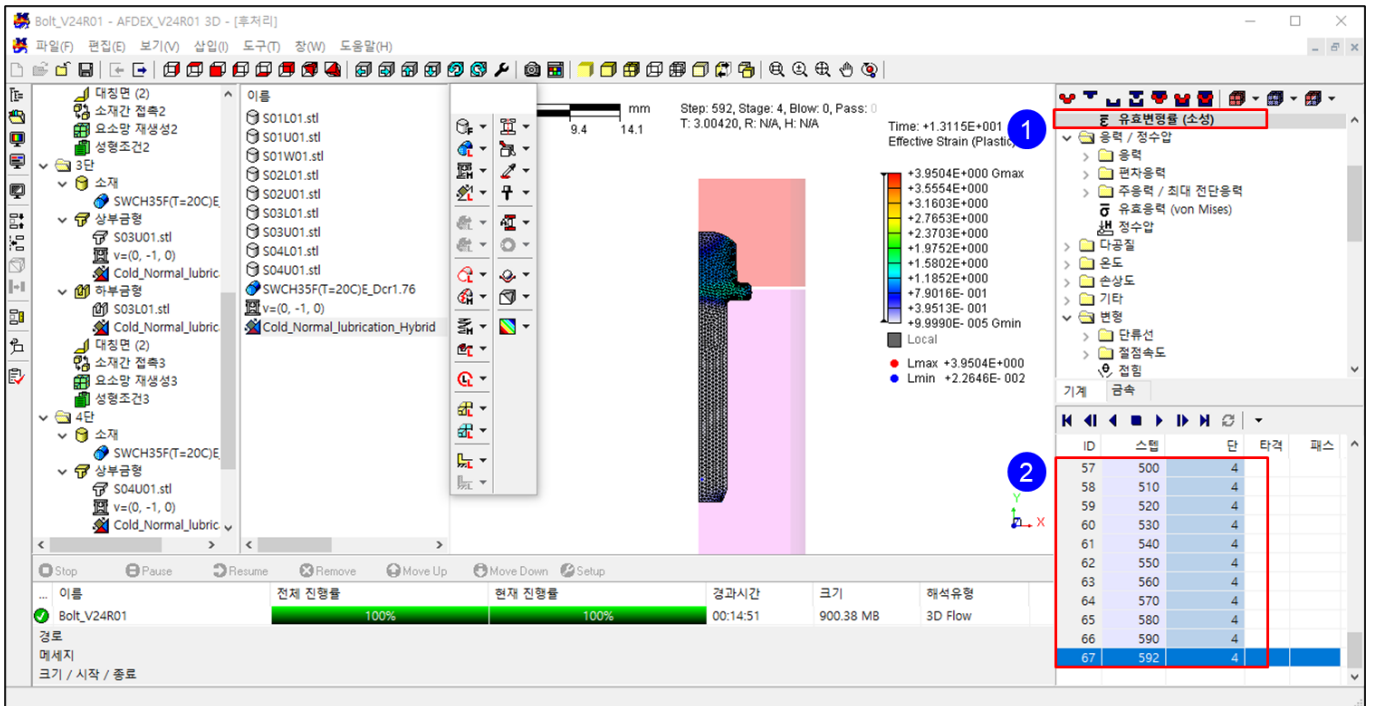 Bolt_V24R01 - AFDEX_V24R01 3D - [후처리]
파일(F) 편집(E) 보기(V) 삽입(I) 도구(T) 창(W) 도움말(H)
대칭면 (2)
소재간 접촉2
요소망 재생성2
성형조건2
3단
소재
SWCH35F(T=20C)E
상부금형
S03U01.stl
v=(0, -1, 0)
Cold_Normal_lubric
하부금형
S03L01.stl
Cold_Normal_lubric
대칭면 (2)
소재간 접촉3
요소망 재생성3
성형조건3
4단
소재
SWCH35F(T=20C)E
상부금형
S04U01.stl
v=(0, -1, 0)
Cold_Normal_lubric
이름
S01L01.stl
S01U01.stl
S01W01.stl
S02L01.stl
S02U01.stl
S03L01.stl
S03U01.stl
S04L01.stl
S04U01.stl
SWCH35F(T=20C)E_Dcr1.76
v=(0, -1, 0)
Cold_Normal_lubrication_Hybrid
mm
9.4 14.1
Step: 592, Stage: 4, Blow: 0, Pass: 0
T: 3.00420, R: N/A, H: N/A
Time: +1.3115E+001
Effective Strain (Plastic)
+3.9504E+000 Gmax
+3.5554E+000
+3.1603E+000
+2.7653E+000
+2.3703E+000
+1.9752E+000
+1.5802E+000
+1.1852E+000
+7.9016E- 001
+3.9513E- 001
+9.9990E- 005 Gmin
Local
Lmax +3.9504E+000
Lmin +2.2646E- 002
Y
X
1
유효변형률 (소성)
응력 / 정수압
응력
편차응력
주응력 / 최대 전단응력
유효응력 (von Mises)
정수압
다공질
온도
손상도
기타
변형
단류선
절점속도
접힘
기계 금속
2
ID 스텝 단 타격 패스
57 500 4
58 510 4
59 520 4
60 530 4
61 540 4
62 550 4
63 560 4
64 570 4
65 580 4
66 590 4
67 592 4
Stop Pause Resume Remove Move Up Move Down Setup
... 이름 전체 진행률 현재 진행률 경과시간 크기 해석유형
Bolt_V24R01 100% 100% 00:14:51 900.38 MB 3D Flow
경로
메세지
크기 / 시작 / 종료